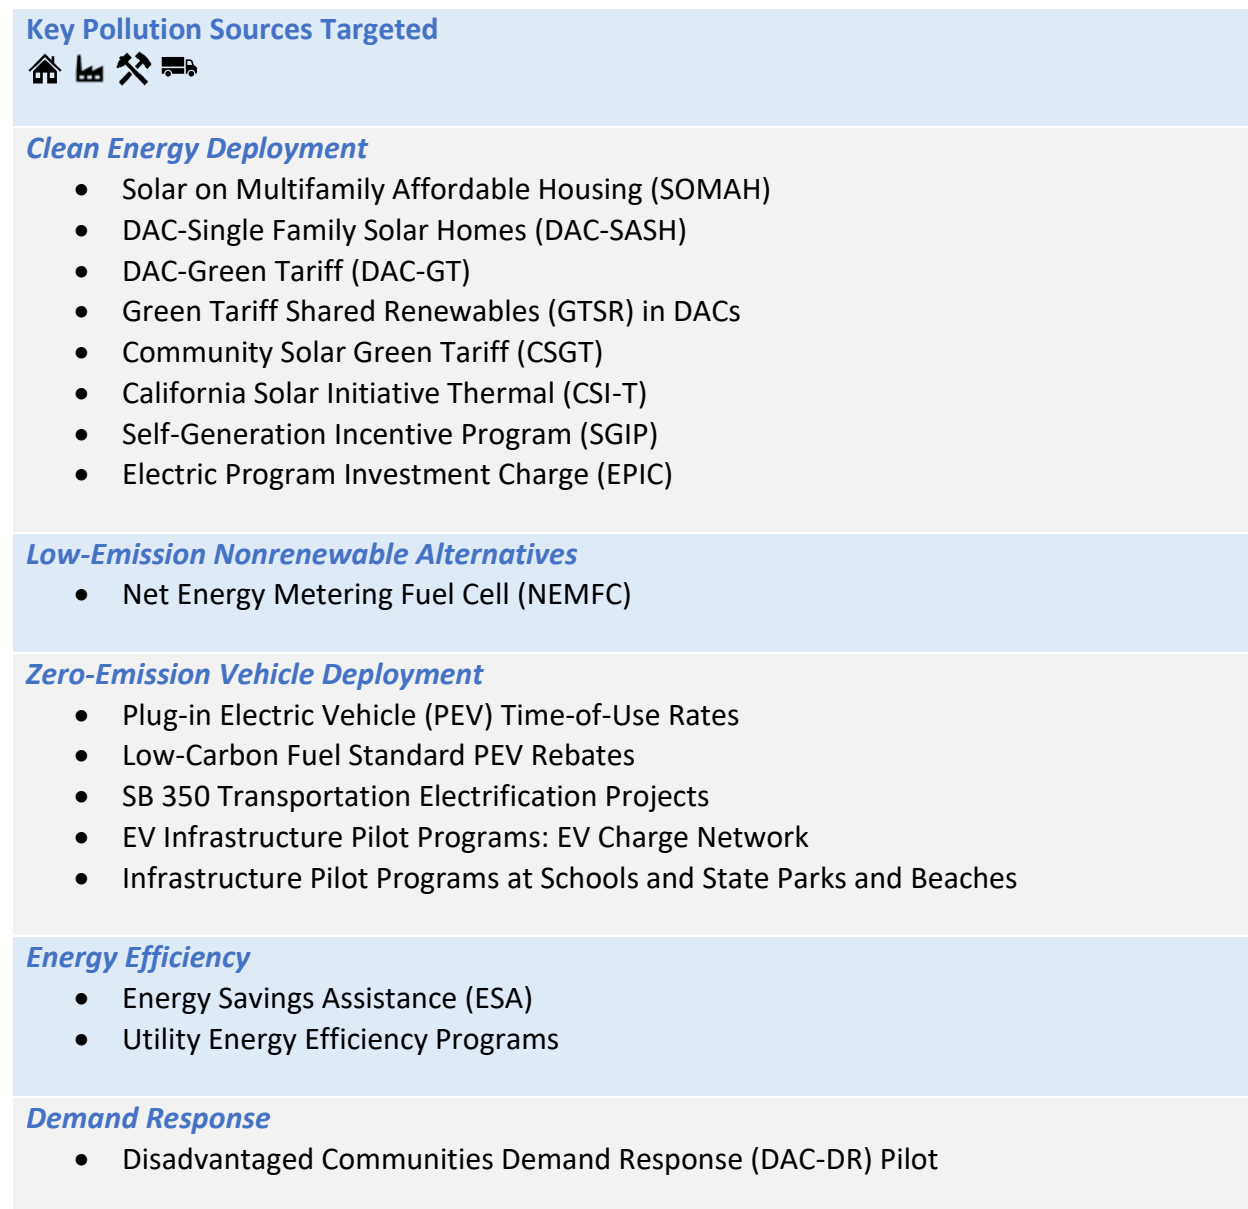 Key Pollution Sources Targeted
Clean Energy Deployment
• Solar on Multifamily Affordable Housing (SOMAH)
• DAC-Single Family Solar Homes (DAC-SASH)
• DAC-Green Tariff (DAC-GT)
• Green Tariff Shared Renewables (GTSR) in DACs
• Community Solar Green Tariff (CSGT)
• California Solar Initiative Thermal (CSI-T)
• Self-Generation Incentive Program (SGIP)
• Electric Program Investment Charge (EPIC)
Low-Emission Nonrenewable Alternatives
• Net Energy Metering Fuel Cell (NEMFC)
Zero-Emission Vehicle Deployment
• Plug-in Electric Vehicle (PEV) Time-of-Use Rates
• Low-Carbon Fuel Standard PEV Rebates
• SB 350 Transportation Electrification Projects
• EV Infrastructure Pilot Programs: EV Charge Network
• Infrastructure Pilot Programs at Schools and State Parks and Beaches
Energy Efficiency
• Energy Savings Assistance (ESA)
• Utility Energy Efficiency Programs
Demand Response
• Disadvantaged Communities Demand Response (DAC-DR) Pilot